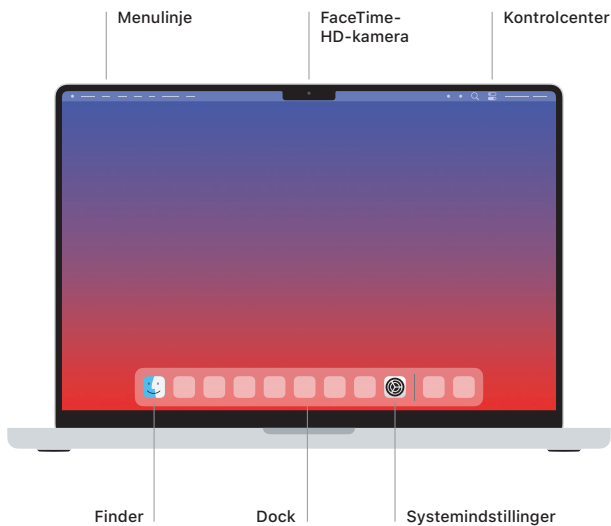 Menulinje
FaceTime-
HD-kamera
Kontrolcenter
Finder
Dock
Systemindstillinger